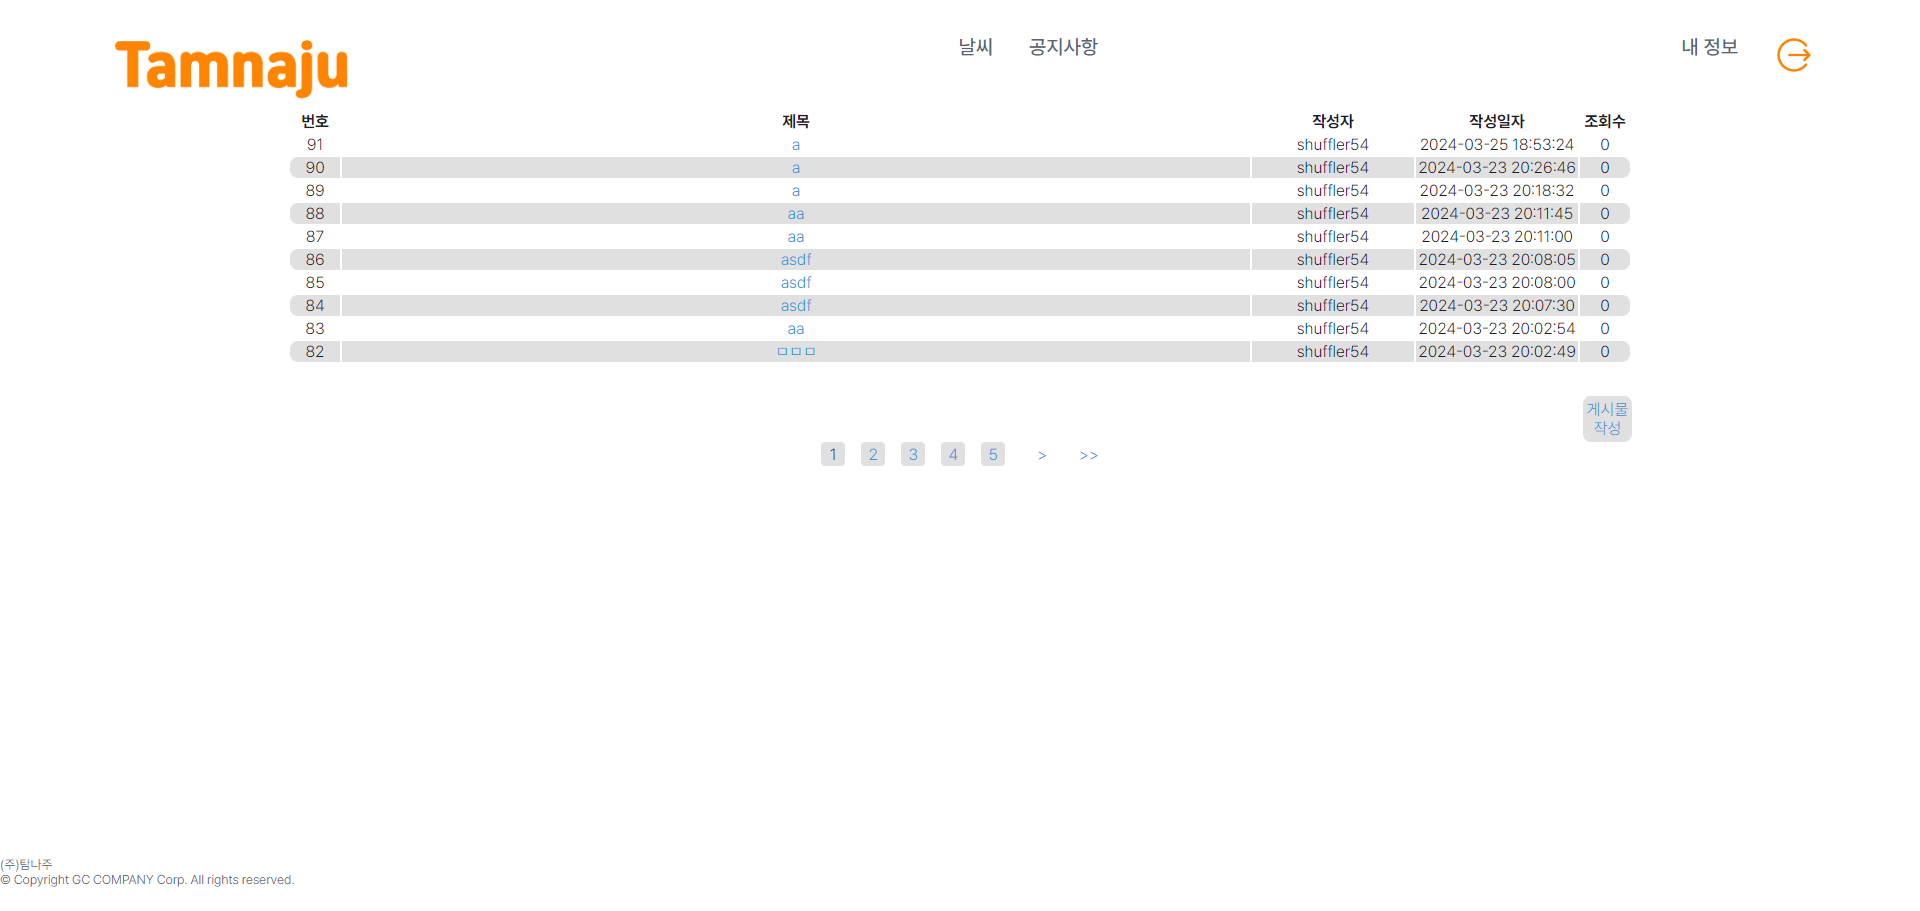 Tamnaju 날씨 공지사항 내 정보
번호 제목 작성자 작성일자 조회수
91 a shuffler54 2024-03-25 18:53:24 0
90 a shuffler54 2024-03-23 20:26:46 0
89 a shuffler54 2024-03-23 20:18:32 0
88 aa shuffler54 2024-03-23 20:11:45 0
87 aa shuffler54 2024-03-23 20:11:00 0
86 asdf shuffler54 2024-03-23 20:08:05 0
85 asdf shuffler54 2024-03-23 20:08:00 0
84 asdf shuffler54 2024-03-23 20:07:30 0
83 aa shuffler54 2024-03-23 20:02:54 0
82 ㅁㅁㅁ shuffler54 2024-03-23 20:02:49 0
게시물
작성
1 2 3 4 5 > >>
(주)탐나주
© Copyright GC COMPANY Corp. All rights reserved.